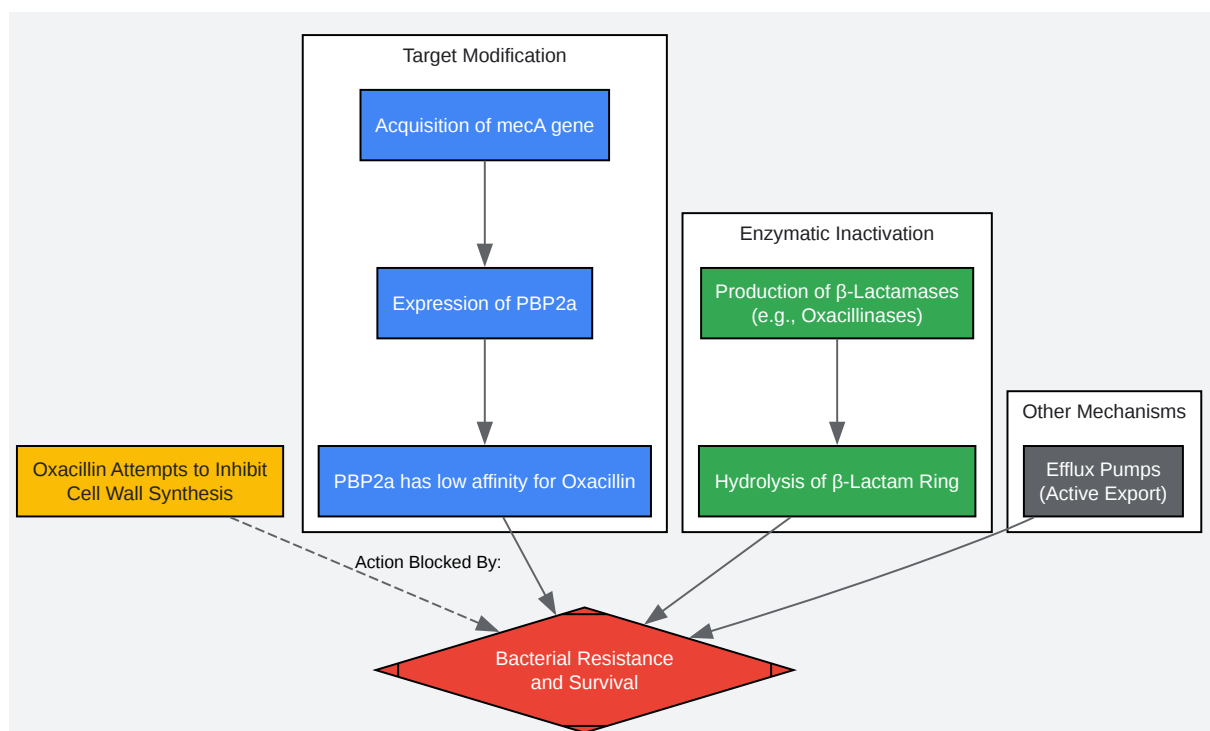 Target Modification
Acquisition of mecA gene
Expression of PBP2a
PBP2a has low affinity for Oxacillin
Enzymatic Inactivation
Production of β-Lactamases
(e.g., Oxacillinases)
Hydrolysis of β-Lactam Ring
Other Mechanisms
Efflux Pumps
(Active Export)
Oxacillin Attempts to Inhibit
Cell Wall Synthesis
Action Blocked By:
Bacterial Resistance
and Survival